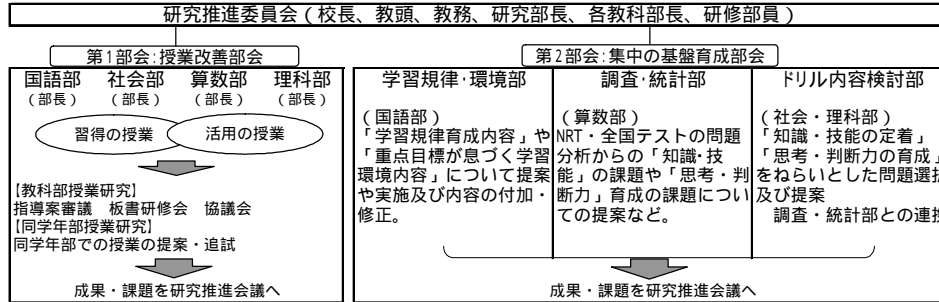 研究推進委員会(校長、教頭、教務、研究部長、各教科部長、研修部員)
第1部会:授業改善部会
国語部 社会部 算数部 理科部
(部長) (部長) (部長) (部長)
習得の授業 活用の授業
【教科部授業研究】
指導案審議 板書研修会 協議会
【同学年部授業研究】
同学年部での授業の提案・追試
成果・課題を研究推進会議へ
第2部会:集中の基盤育成部会
学習規律・環境部
(国語部)
「学習規律育成内容」や
「重点目標が息づく学習
環境内容」について提案
や実施及び内容の付加・
修正。
調査・統計部
(算数部)
NRT・全国テストの問題
分析からの「知識・技
能」の課題や「思考・判
断力」育成の課題につい
ての提案など。
ドリル内容検討部
(社会・理科部)
「知識・技能の定着」
「思考・判断力の育成」
をねらいとした問題選択
及び提案
調査・統計部との連携
成果・課題を研究推進会議へ